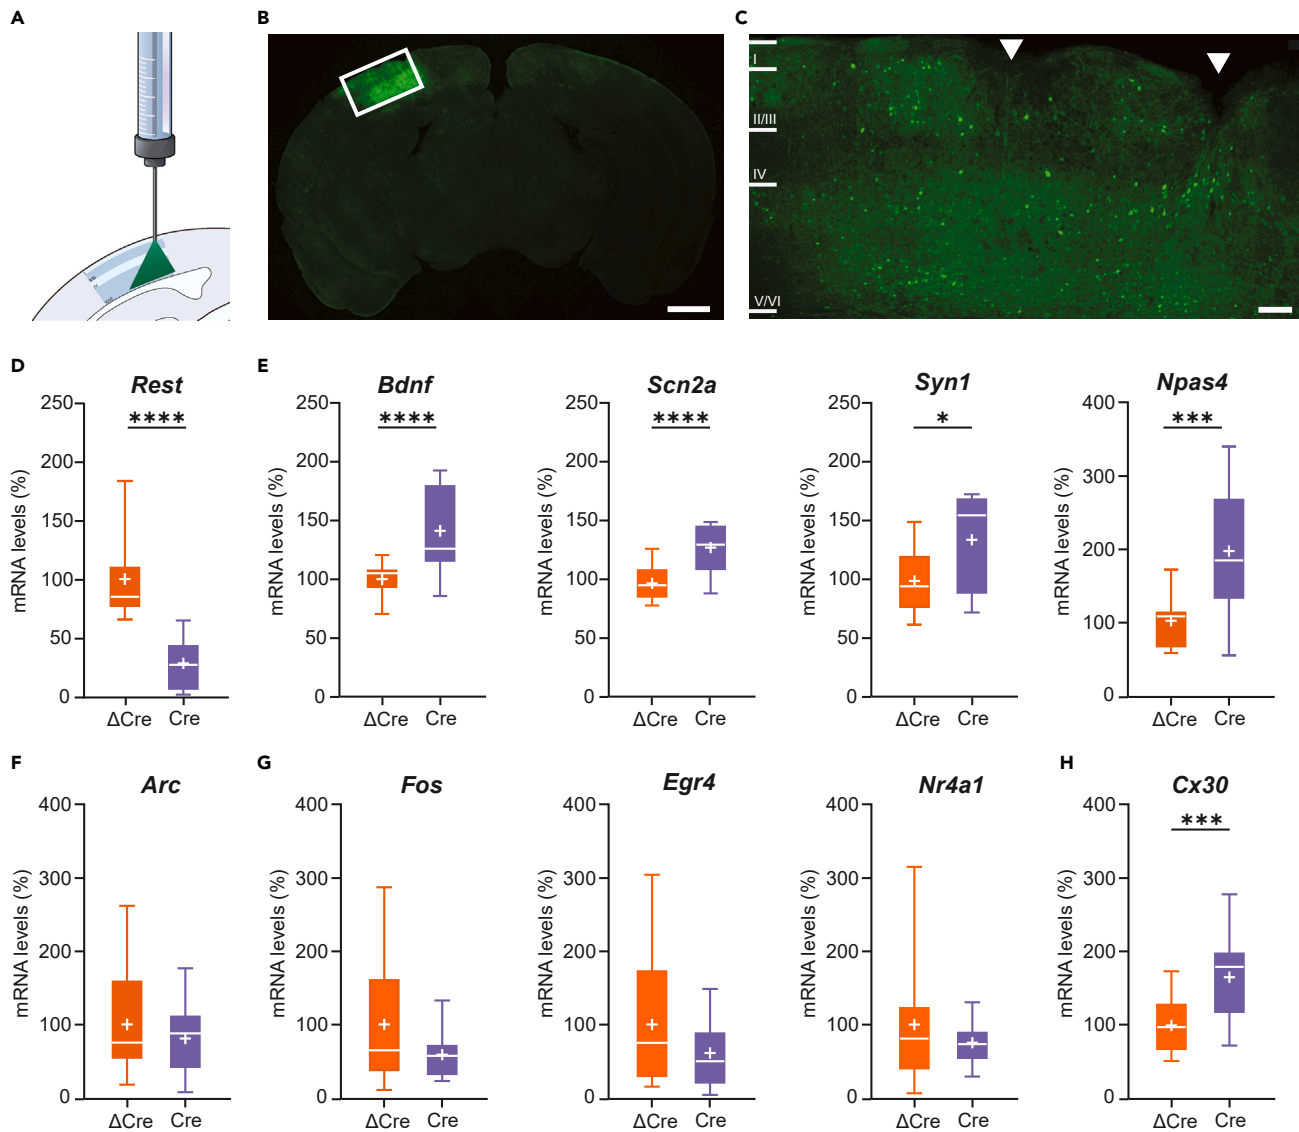 A
B
C
I
II/III
IV
V/VI
D
E
Rest
Bdnf
Scn2a
Syn1
Npas4
****
****
****
*
***
mRNA levels (%)
250
200
150
100
50
0
ΔCre Cre
mRNA levels (%)
250
200
150
100
50
0
ΔCre Cre
mRNA levels (%)
250
200
150
100
50
0
ΔCre Cre
mRNA levels (%)
250
200
150
100
50
0
ΔCre Cre
mRNA levels (%)
400
300
200
100
0
ΔCre Cre
F
G
H
Arc
Fos
Egr4
Nr4a1
Cx30
***
mRNA levels (%)
400
300
200
100
0
ΔCre Cre
mRNA levels (%)
400
300
200
100
0
ΔCre Cre
mRNA levels (%)
400
300
200
100
0
ΔCre Cre
mRNA levels (%)
400
300
200
100
0
ΔCre Cre
mRNA levels (%)
400
300
200
100
0
ΔCre Cre